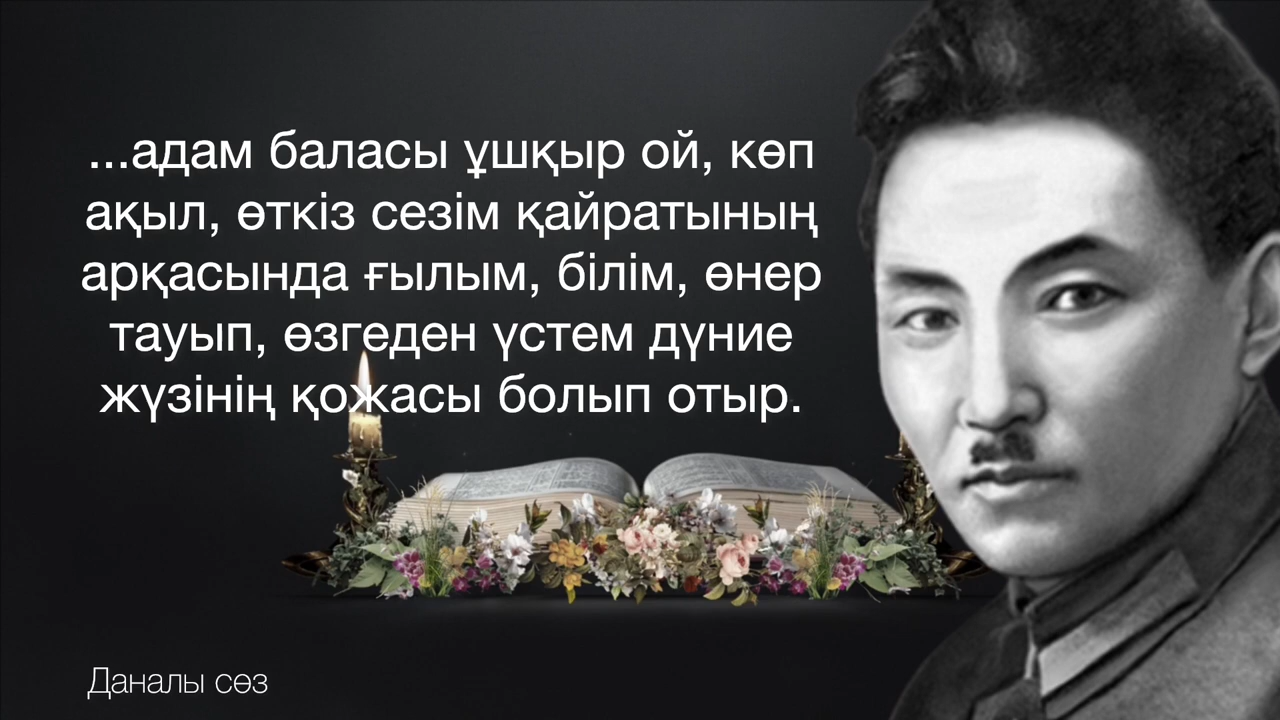 ...адам баласы ұшқыр ой, көп
ақыл, өткіз сезім қайратының
арқасында ғылым, білім, өнер
тауып, өзгеден үстем дүние
жүзінің қожасы болып отыр.
Даналы сөз